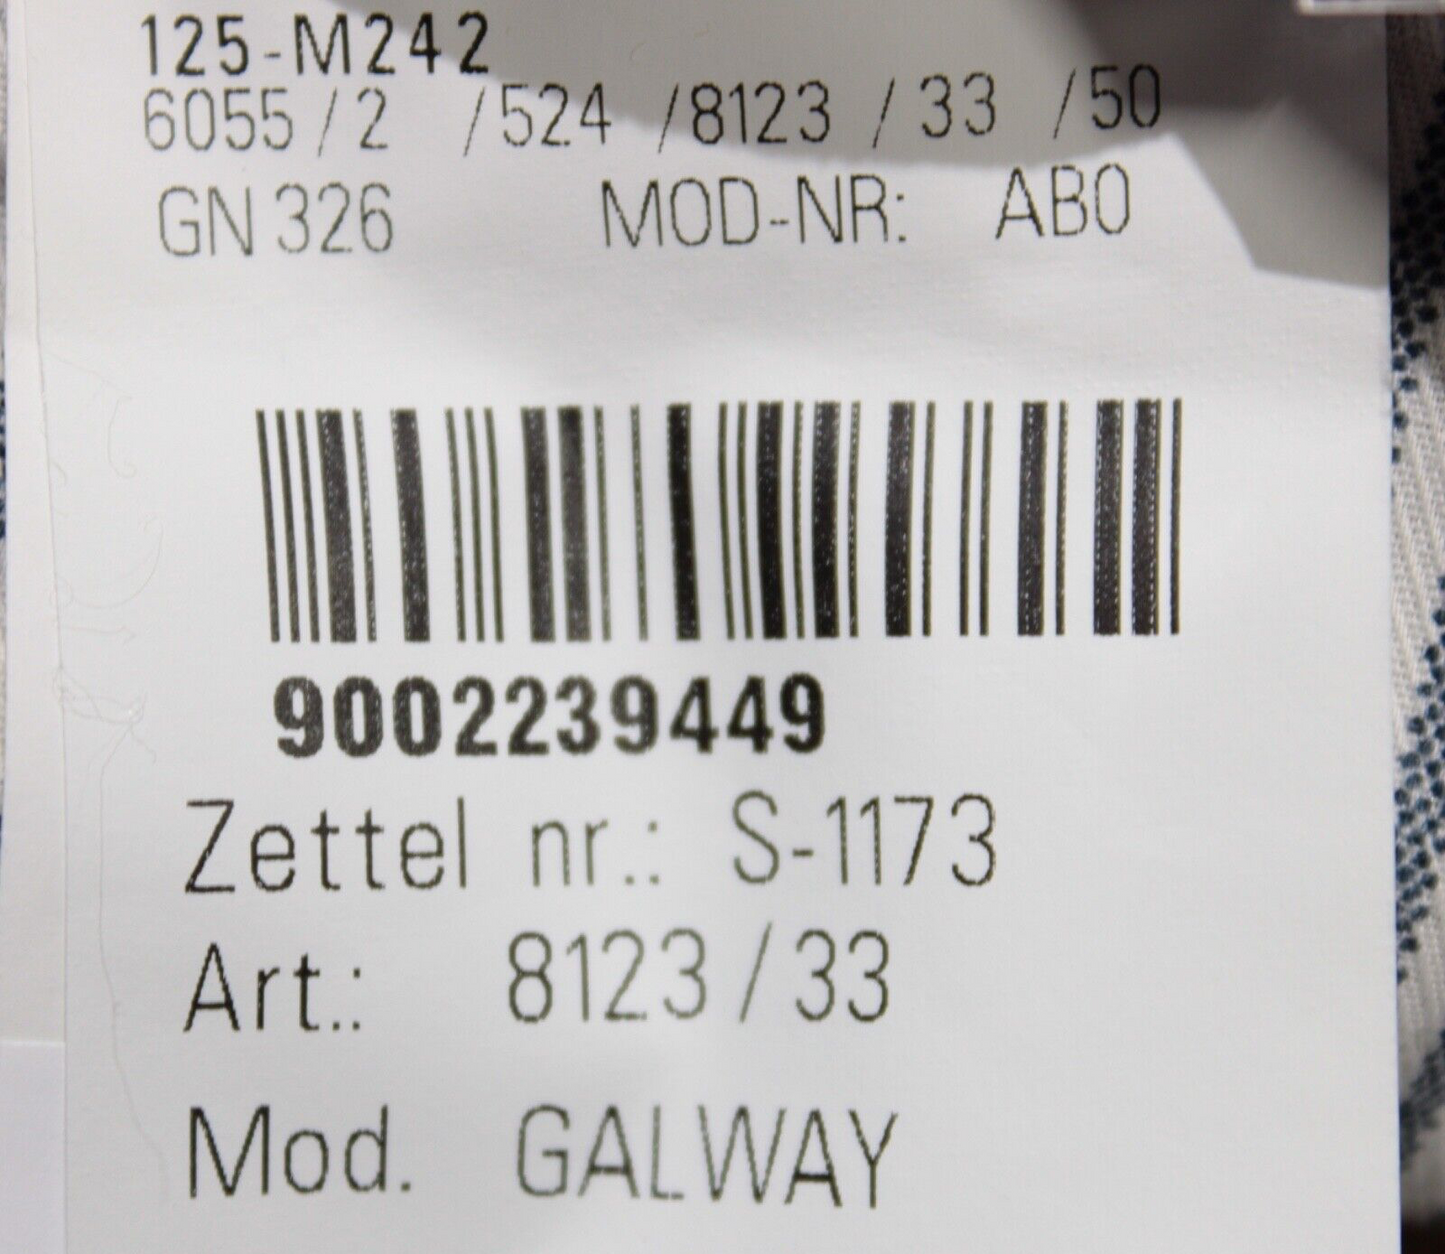 125-M242
6055 / 2 / 524 / 8123 / 33 / 50
GN 326 MOD-NR: ABO
9002239449
Zettel nr.: S-1173
Art.: 8123 / 33
Mod. GALWAY